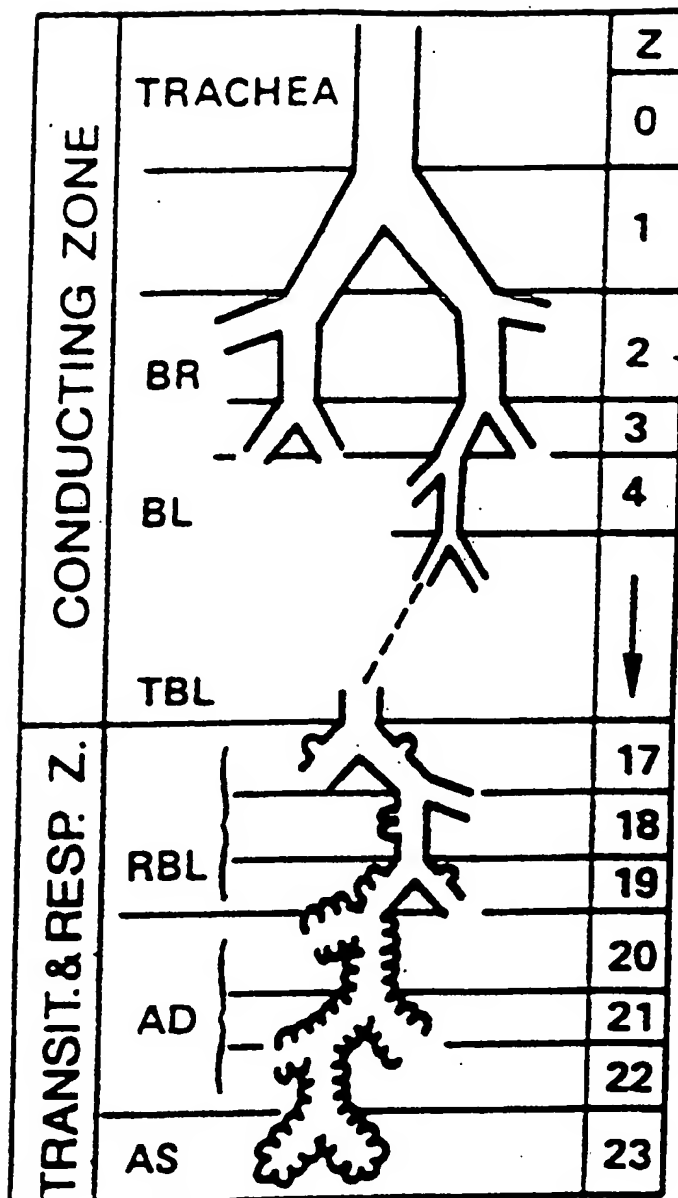 Z
TRACHEA
0
1
BR
2
3
BL
4
TBL
CONDUCTING ZONE
17
18
RBL
19
20
AD
21
22
AS
23
TRANSIT. & RESP. Z.